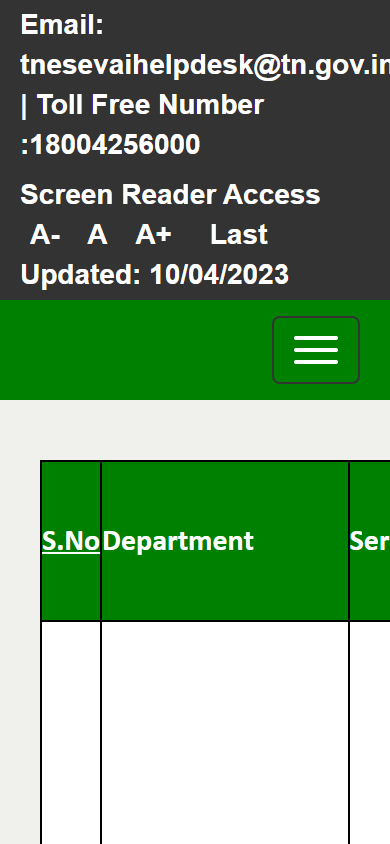 Email:
tnesevaihelpdesk@tn.gov.in
| Toll Free Number
:18004256000
Screen Reader Access
A- A A+ Last
Updated: 10/04/2023
S.No Department Ser